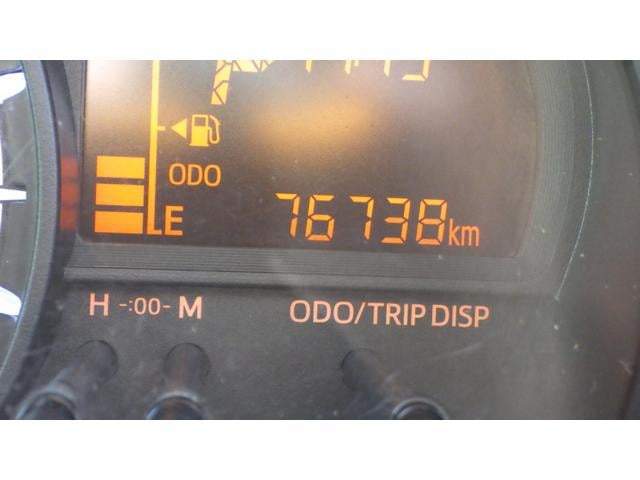 ODO
E 76738km
H -:00- M ODO/TRIP DISP